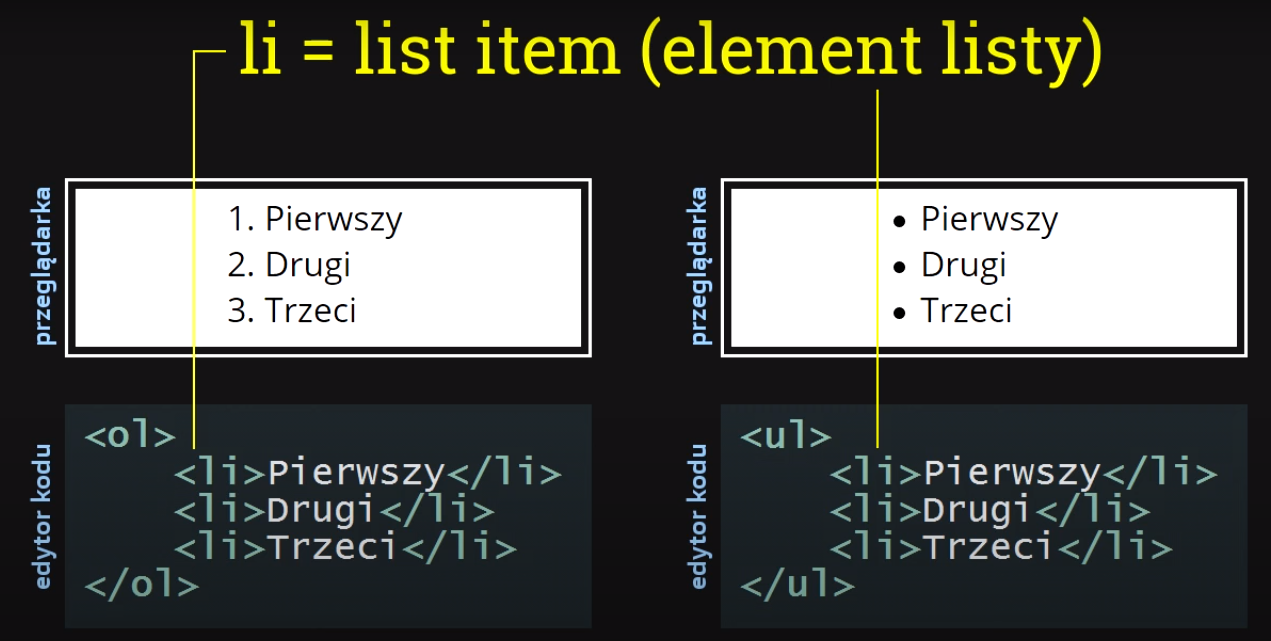 li = list item (element listy)
przeglądarka
1. Pierwszy
2. Drugi
3. Trzeci
edytor kodu
<ol>
<li>Pierwszy</li>
<li>Drugi</li>
<li>Trzeci</li>
</ol>
przeglądarka
• Pierwszy
• Drugi
• Trzeci
edytor kodu
<ul>
<li>Pierwszy</li>
<li>Drugi</li>
<li>Trzeci</li>
</ul>